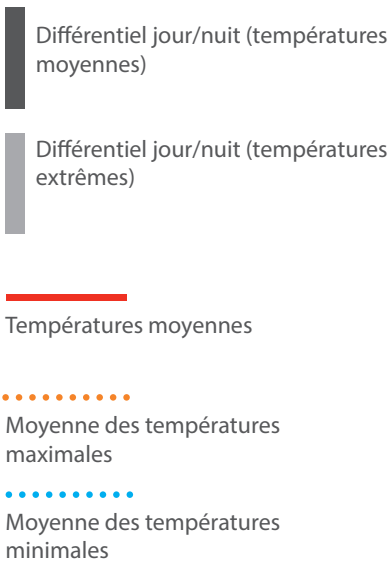 Différentiel jour/nuit (températures
moyennes)
Différentiel jour/nuit (températures
extrêmes)
Températures moyennes
Moyenne des températures
maximales
Moyenne des températures
minimales